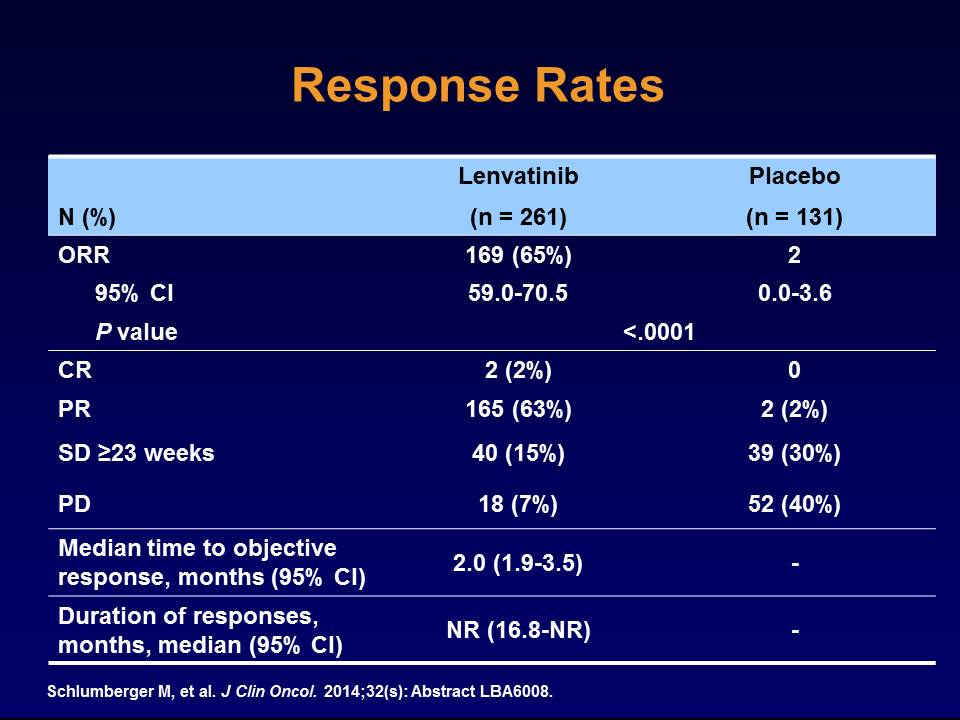 Response Rates
Lenvatinib Placebo
N (%) (n = 261) (n = 131)
ORR 169 (65%) 2
95% CI 59.0-70.5 0.0-3.6
P value <.0001
CR 2 (2%) 0
PR 165 (63%) 2 (2%)
SD ≥23 weeks 40 (15%) 39 (30%)
PD 18 (7%) 52 (40%)
Median time to objective
response, months (95% CI) 2.0 (1.9-3.5) -
Duration of responses,
months, median (95% CI) NR (16.8-NR) -
Schlumberger M, et al. J Clin Oncol. 2014;32(s): Abstract LBA6008.